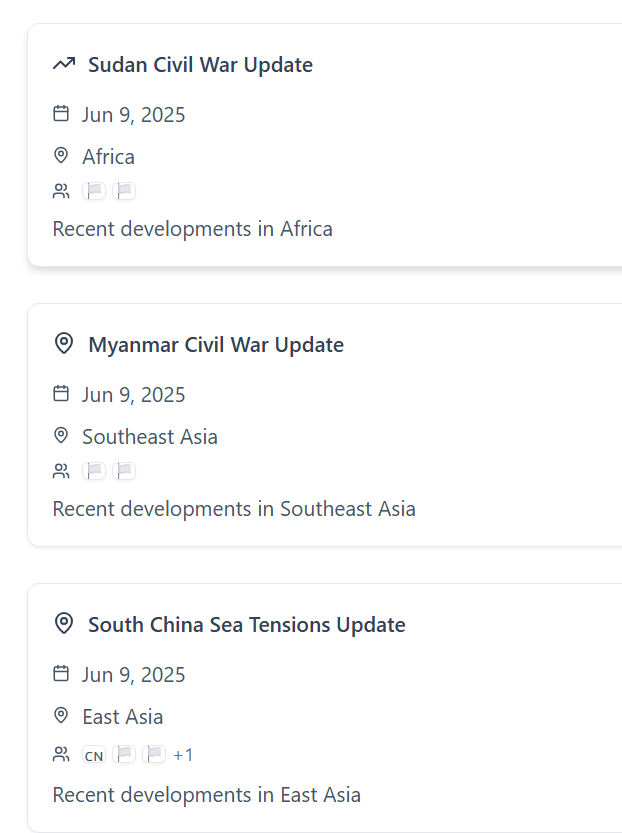 Sudan Civil War Update
Jun 9, 2025
Africa
Recent developments in Africa
Myanmar Civil War Update
Jun 9, 2025
Southeast Asia
Recent developments in Southeast Asia
South China Sea Tensions Update
Jun 9, 2025
East Asia
CN +1
Recent developments in East Asia